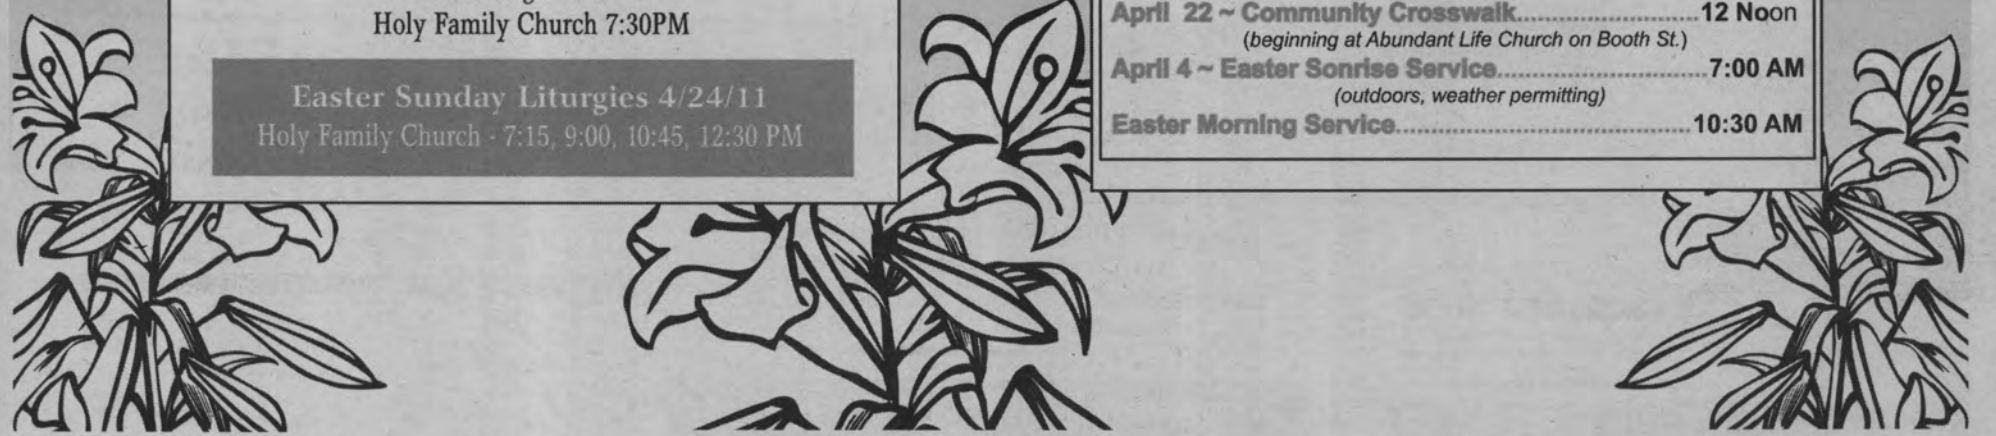 Holy Family Church 7:30PM
Easter Sunday Liturgies 4/24/11
Holy Family Church - 7:15, 9:00, 10:45, 12:30 PM
April 22 ~ Community Crosswalk..........................12 Noon
(beginning at Abundant Life Church on Booth St.)
April 4 ~ Easter Sonrise Service..............................7:00 AM
(outdoors, weather permitting)
Easter Morning Service..........................................10:30 AM